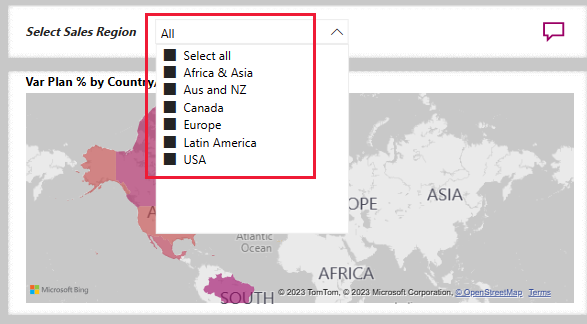 Select Sales Region
All
Select all
Africa & Asia
Aus and NZ
Canada
Europe
Latin America
USA
Var Plan % by Country/
A
OPE
ASIA
Atlantic
Ocean
AFRICA
SOUTH
Microsoft Bing
© 2023 TomTom, © 2023 Microsoft Corporation, © OpenStreetMap Terms